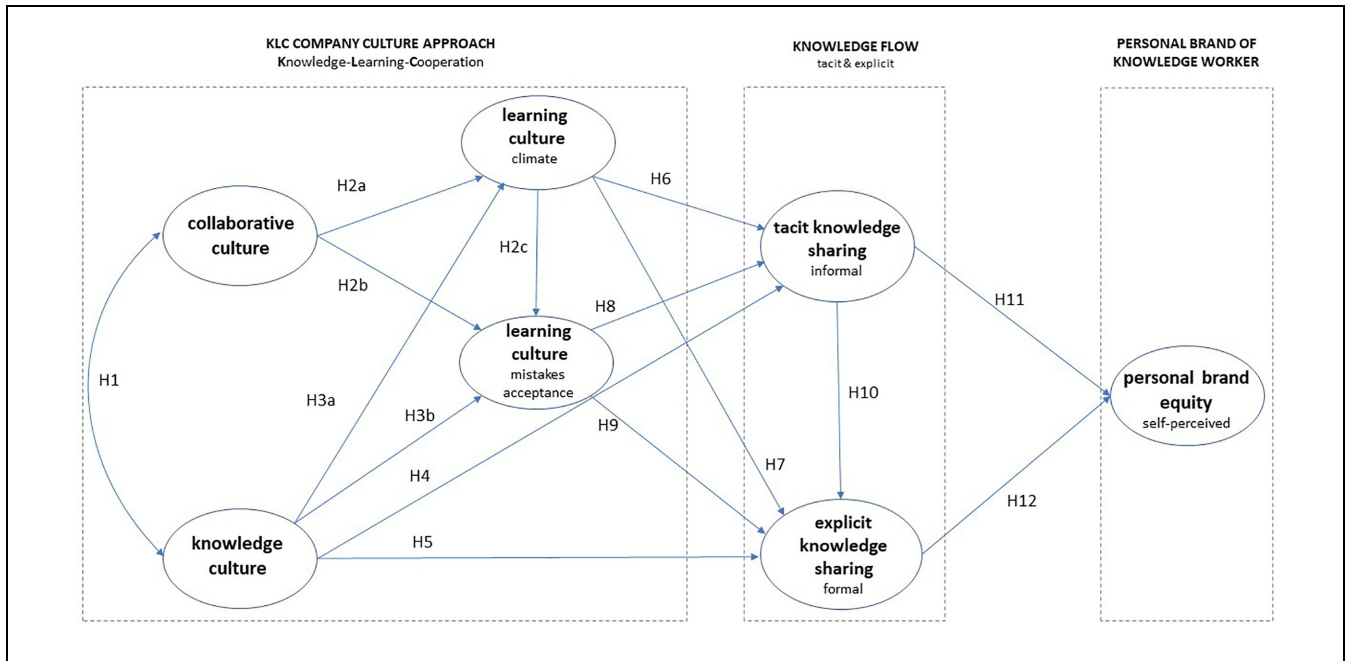 KLC COMPANY CULTURE APPROACH
Knowledge-Learning-Cooperation
KNOWLEDGE FLOW
tacit & explicit
PERSONAL BRAND OF
KNOWLEDGE WORKER
learning
culture
climate
H2a
H6
collaborative
culture
tacit knowledge
sharing
informal
H2c
H2b
H8
H11
learning
culture
mistakes
acceptance
H1
H10
personal brand
equity
self-perceived
H3a
H3b
H9
H4
H7
H12
explicit
knowledge
sharing
formal
knowledge
culture
H5